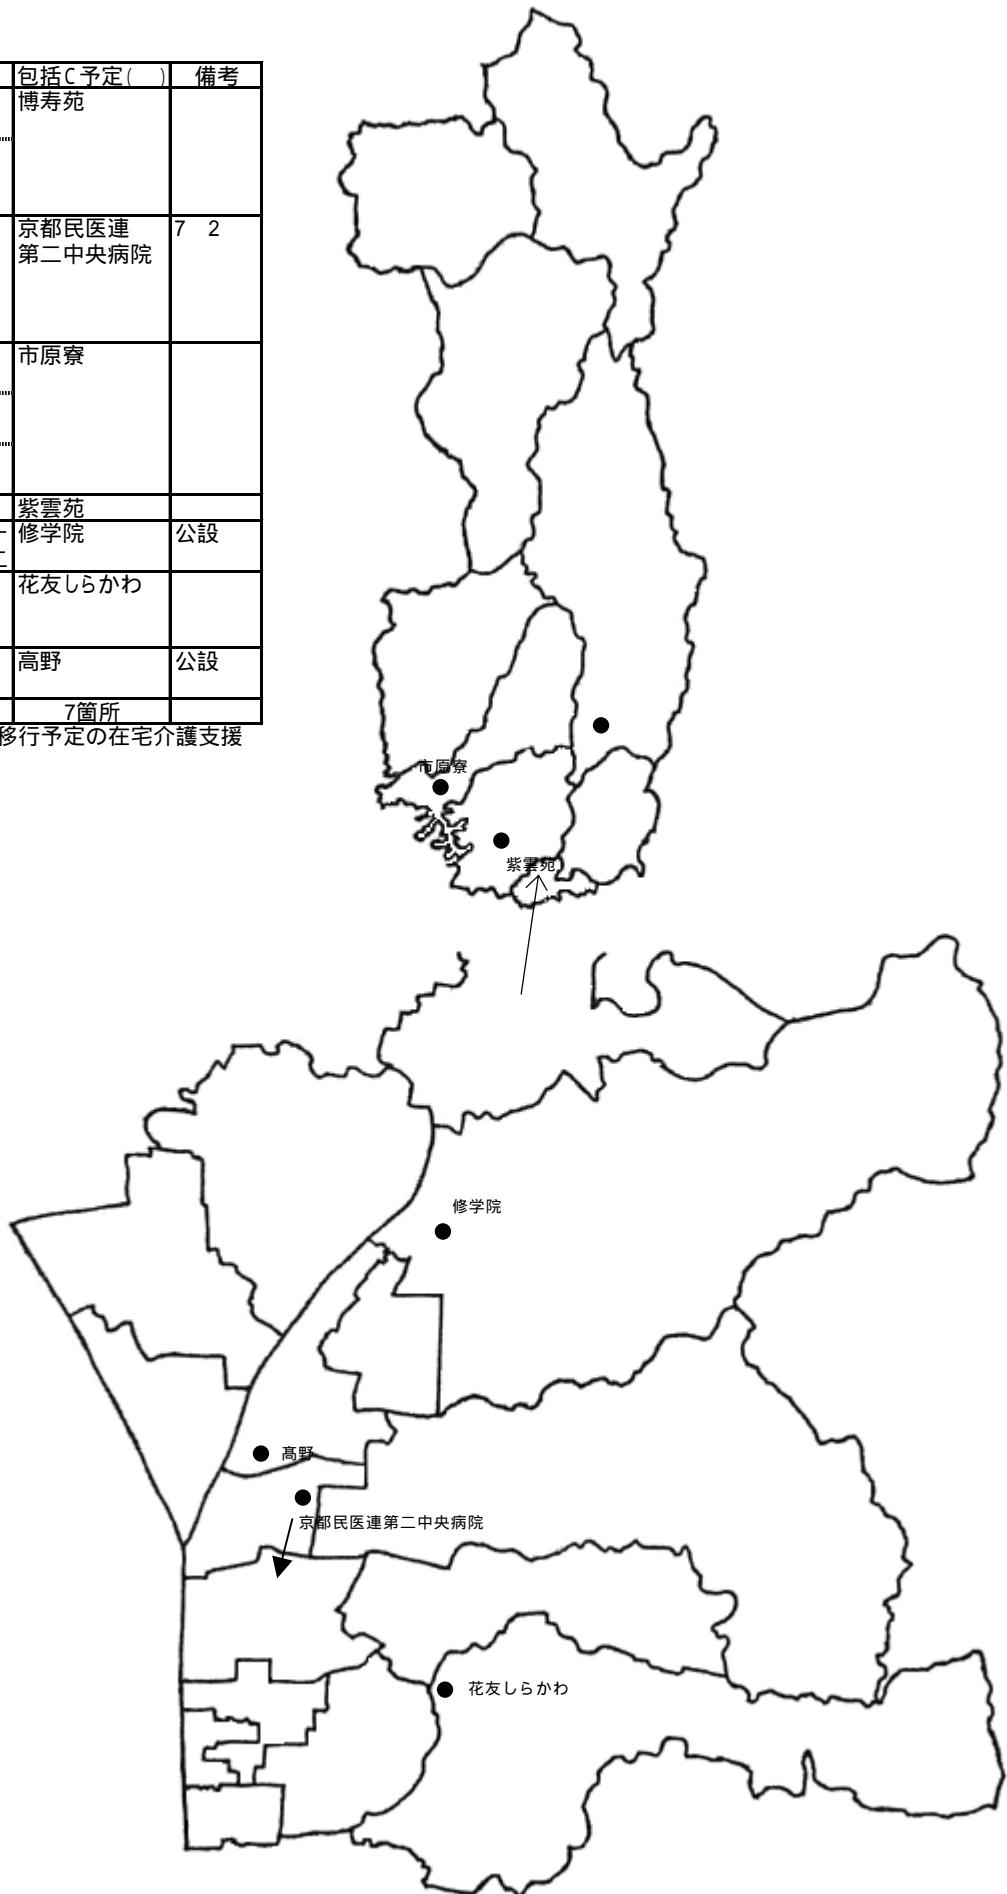 包括C予定(　) 備考
博寿苑
京都民医連 7 2
第二中央病院
市原寮
紫雲苑
修学院 公設
花友しらかわ
高野 公設
7箇所
移行予定の在宅介護支援
市原寮
紫雲苑
修学院
髙野
京都民医連第二中央病院
花友しらかわ